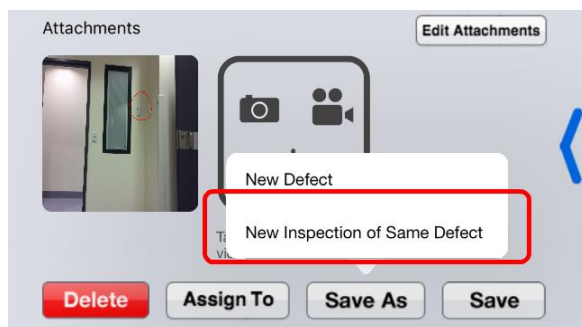 Attachments
Edit Attachments
New Defect
New Inspection of Same Defect
Delete
Assign To
Save As
Save